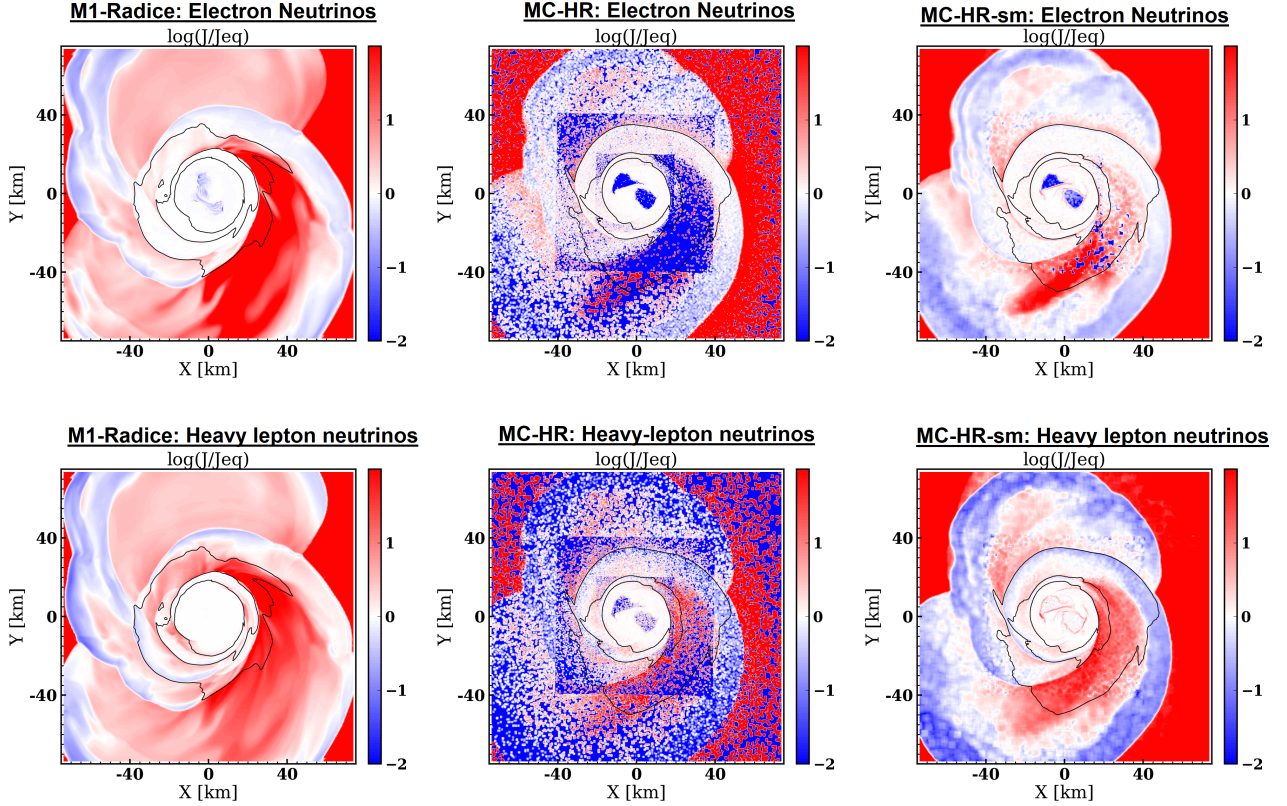 M1-Radice: Electron Neutrinos
log(J/Jeq)
40
0
-40
Y [km]
-40
0
40
X [km]
1
0
−1
−2
MC-HR: Electron Neutrinos
log(J/Jeq)
40
0
-40
Y [km]
-40
0
40
X [km]
1
0
−1
−2
MC-HR-sm: Electron Neutrinos
log(J/Jeq)
40
0
-40
Y [km]
-40
0
40
X [km]
1
0
−1
−2
M1-Radice: Heavy lepton neutrinos
log(J/Jeq)
40
0
-40
Y [km]
-40
0
40
X [km]
1
0
−1
−2
MC-HR: Heavy-lepton neutrinos
log(J/Jeq)
40
0
-40
Y [km]
-40
0
40
X [km]
1
0
−1
−2
MC-HR-sm: Heavy lepton neutrinos
log(J/Jeq)
40
0
-40
Y [km]
-40
0
40
X [km]
1
0
−1
−2